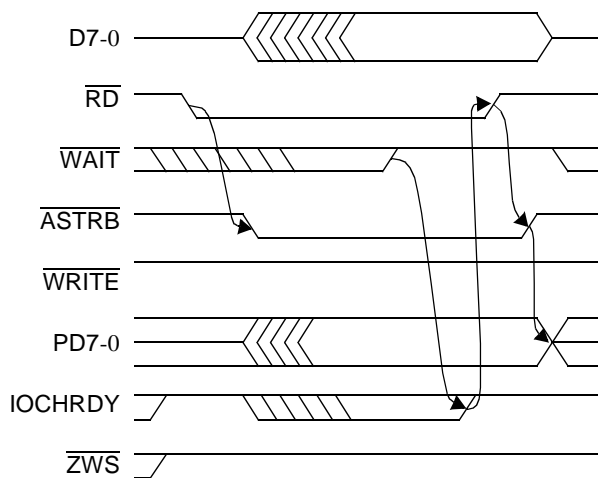 D7-0
RD
WAIT
ASTRB
WRITE
PD7-0
IOCHRDY
ZWS